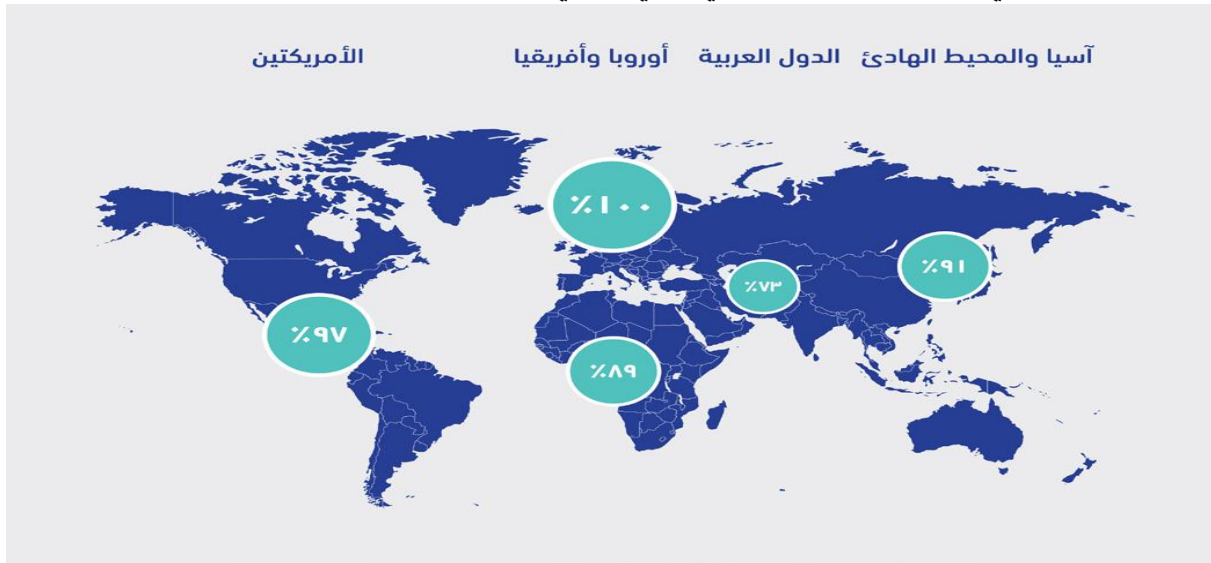 آسيا والمحيط الهادئ
الدول العربية
أوروبا وأفريقيا
الأمريكتين
٪١٠٠
٪٩١
٪٧٣
٪٩٧
٪٨٩